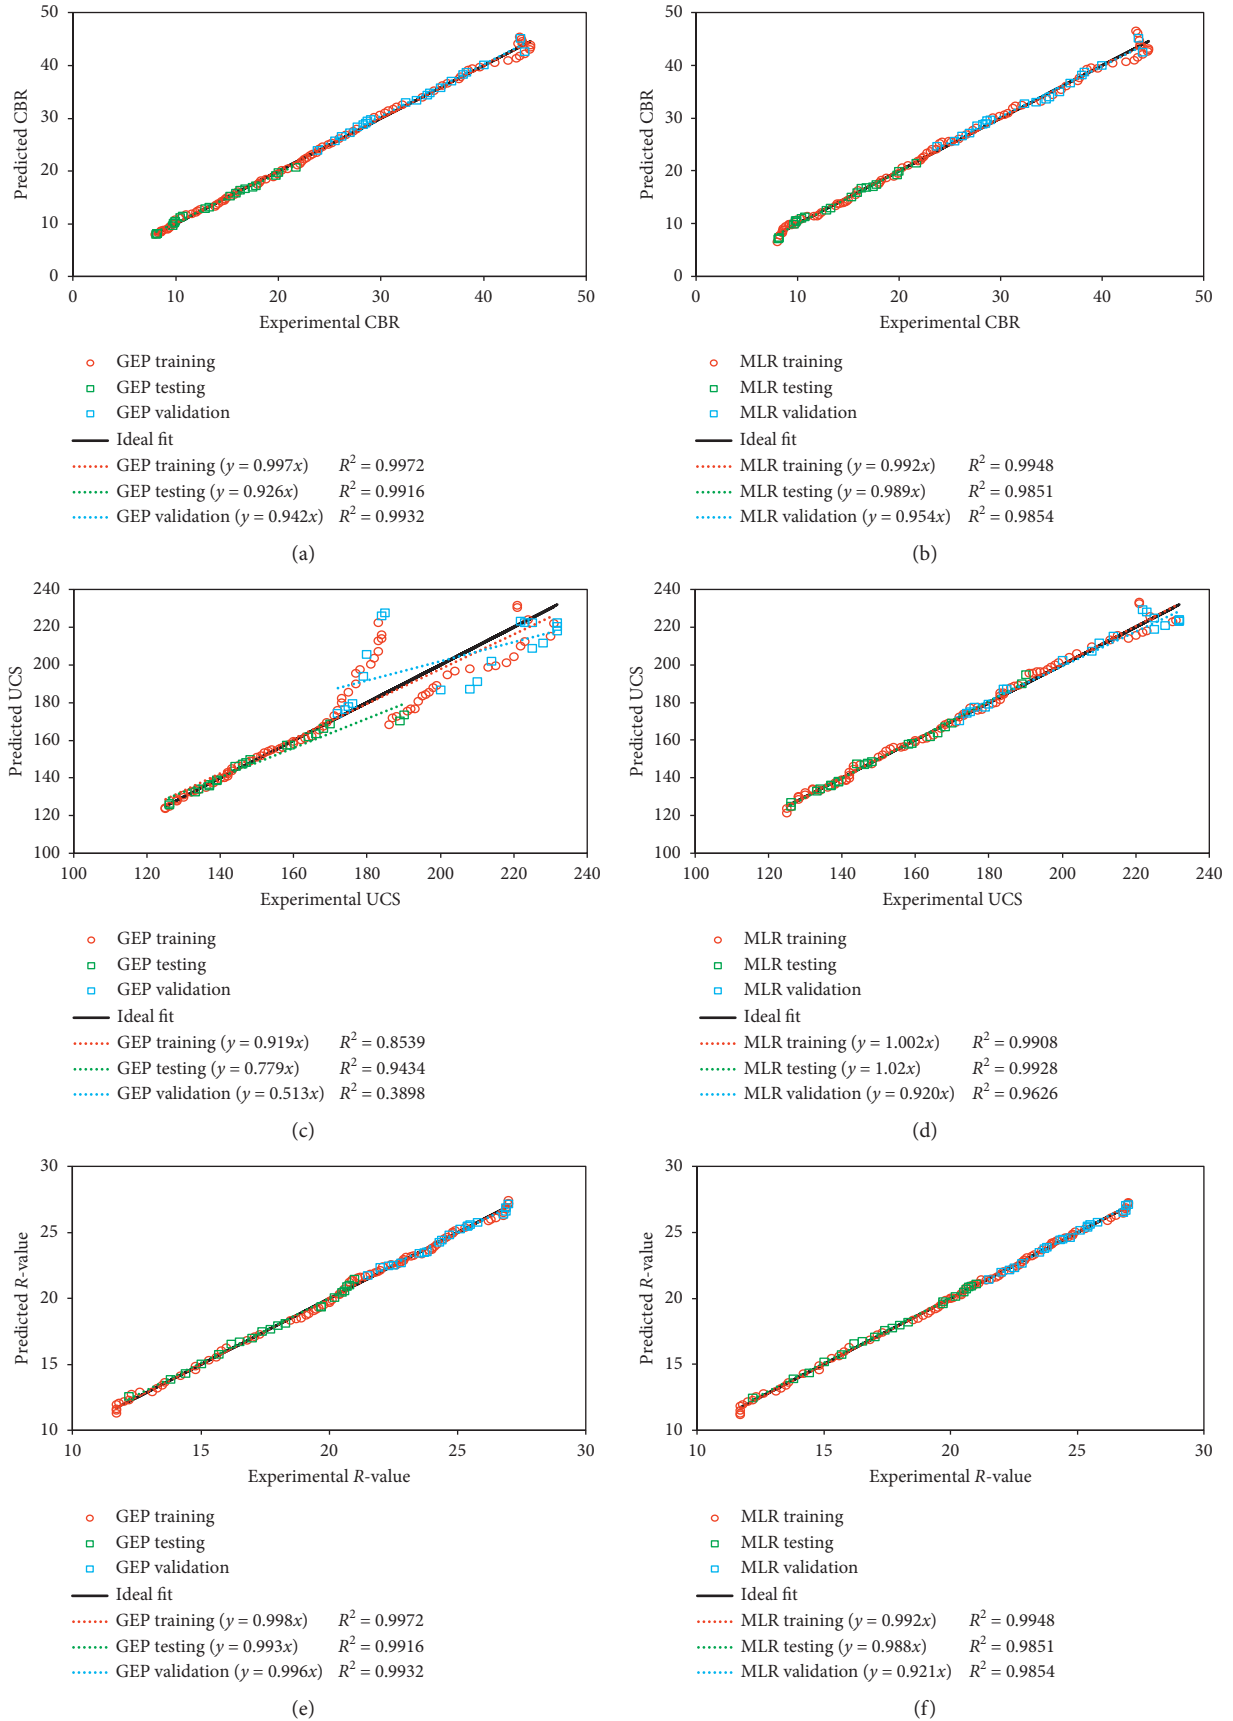 50
40
30
20
10
0
Predicted CBR
0 10 20 30 40 50
Experimental CBR
GEP training
GEP testing
GEP validation
Ideal fit
GEP training (y = 0.997x) R² = 0.9972
GEP testing (y = 0.926x) R² = 0.9916
GEP validation (y = 0.942x) R² = 0.9932
(a)
50
40
30
20
10
0
Predicted CBR
0 10 20 30 40 50
Experimental CBR
MLR training
MLR testing
MLR validation
Ideal fit
MLR training (y = 0.992x) R² = 0.9948
MLR testing (y = 0.989x) R² = 0.9851
MLR validation (y = 0.954x) R² = 0.9854
(b)
240
220
200
180
160
140
120
100
Predicted UCS
100 120 140 160 180 200 220 240
Experimental UCS
GEP training
GEP testing
GEP validation
Ideal fit
GEP training (y = 0.919x) R² = 0.8539
GEP testing (y = 0.779x) R² = 0.9434
GEP validation (y = 0.513x) R² = 0.3898
(c)
240
220
200
180
160
140
120
100
Predicted UCS
100 120 140 160 180 200 220 240
Experimental UCS
MLR training
MLR testing
MLR validation
Ideal fit
MLR training (y = 1.002x) R² = 0.9908
MLR testing (y = 1.02x) R² = 0.9928
MLR validation (y = 0.920x) R² = 0.9626
(d)
30
25
20
15
10
Predicted R-value
10 15 20 25 30
Experimental R-value
GEP training
GEP testing
GEP validation
Ideal fit
GEP training (y = 0.998x) R² = 0.9972
GEP testing (y = 0.993x) R² = 0.9916
GEP validation (y = 0.996x) R² = 0.9932
(e)
30
25
20
15
10
Predicted R-value
10 15 20 25 30
Experimental R-value
MLR training
MLR testing
MLR validation
Ideal fit
MLR training (y = 0.992x) R² = 0.9948
MLR testing (y = 0.988x) R² = 0.9851
MLR validation (y = 0.921x) R² = 0.9854
(f)